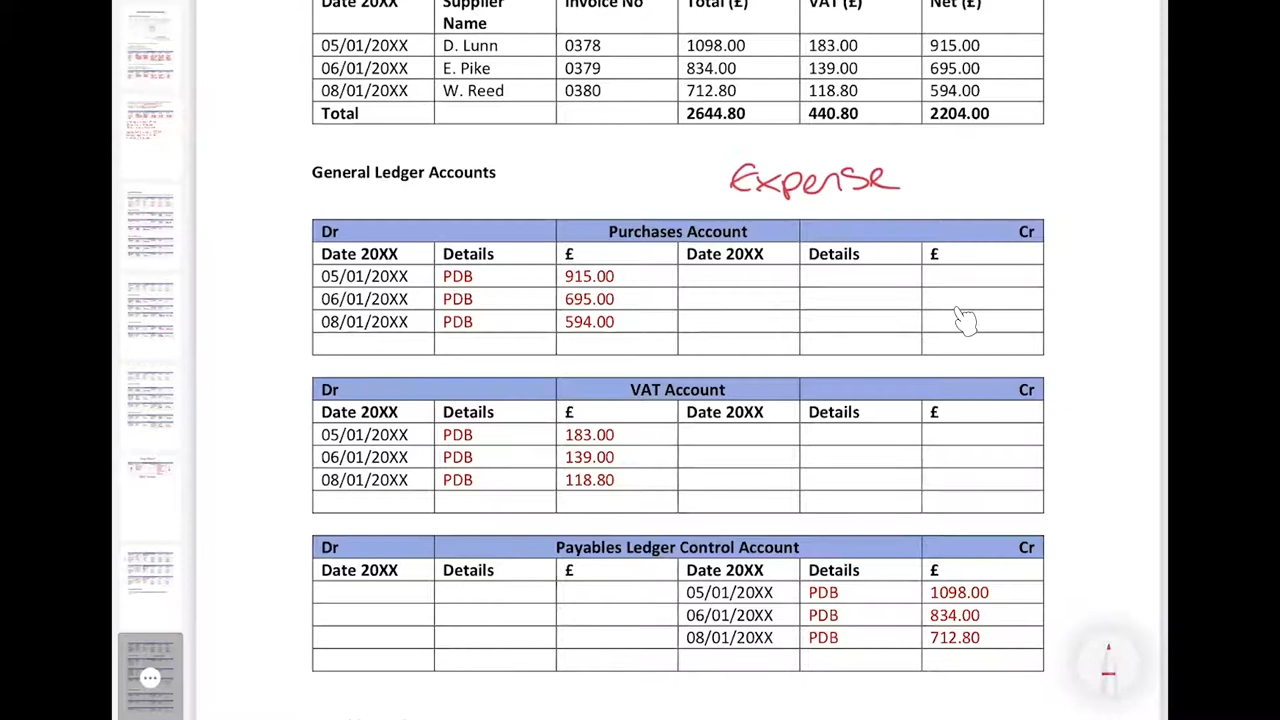 Date 20XX Supplier Name Invoice No Total (£) VAT (£) Net (£)
05/01/20XX D. Lunn 0378 1098.00 183.00 915.00
06/01/20XX E. Pike 0379 834.00 139.00 695.00
08/01/20XX W. Reed 0380 712.80 118.80 594.00
Total 2644.80 440.80 2204.00
General Ledger Accounts
Expense
Dr Purchases Account Cr
Date 20XX Details £ Date 20XX Details £
05/01/20XX PDB 915.00
06/01/20XX PDB 695.00
08/01/20XX PDB 594.00
Dr VAT Account Cr
Date 20XX Details £ Date 20XX Details £
05/01/20XX PDB 183.00
06/01/20XX PDB 139.00
08/01/20XX PDB 118.80
Dr Payables Ledger Control Account Cr
Date 20XX Details Date 20XX Details £
05/01/20XX PDB 1098.00
06/01/20XX PDB 834.00
08/01/20XX PDB 712.80